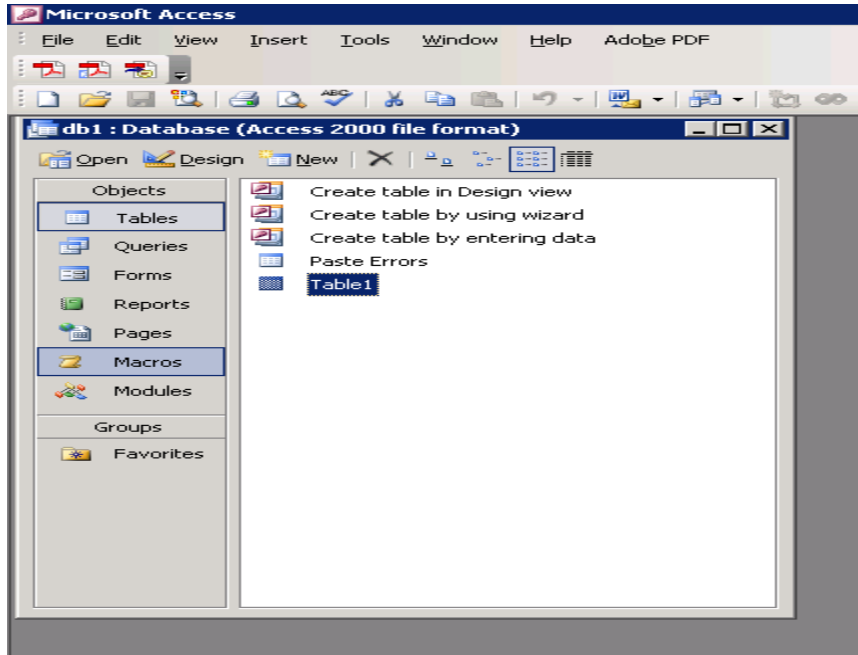 Microsoft Access
File Edit View Insert Tools Window Help Adobe PDF
ABC
W
db1 : Database (Access 2000 file format)
Open Design New
Objects
Tables
Queries
Forms
Reports
Pages
Macros
Modules
Groups
Favorites
Create table in Design view
Create table by using wizard
Create table by entering data
Paste Errors
Table1